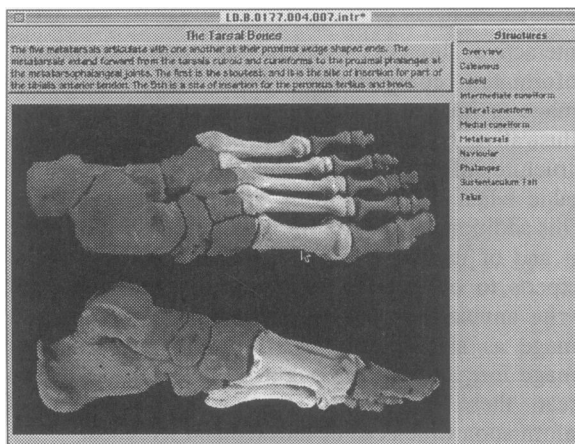 LD.B.0177.004.007.intr*
The Tarsal Bones
The five metatarsals articulate with one another at their proximal wedge shaped ends. The
metatarsals extend forward from the tarsals cuboid and cuneiforms to the proximal phalanges at
the metatarsophalangeal joints. The first is the stoutest, and it is the site of insertion for part of
the tibialis anterior tendon. The 5th is a site of insertion for the peroneus tertius and brevis.
Structures
Overview
Calcaneus
Cuboid
Intermediate cuneiform
Lateral cuneiform
Medial cuneiform
Metatarsals
Navicular
Phalanges
Sustentaculum Tali
Talus